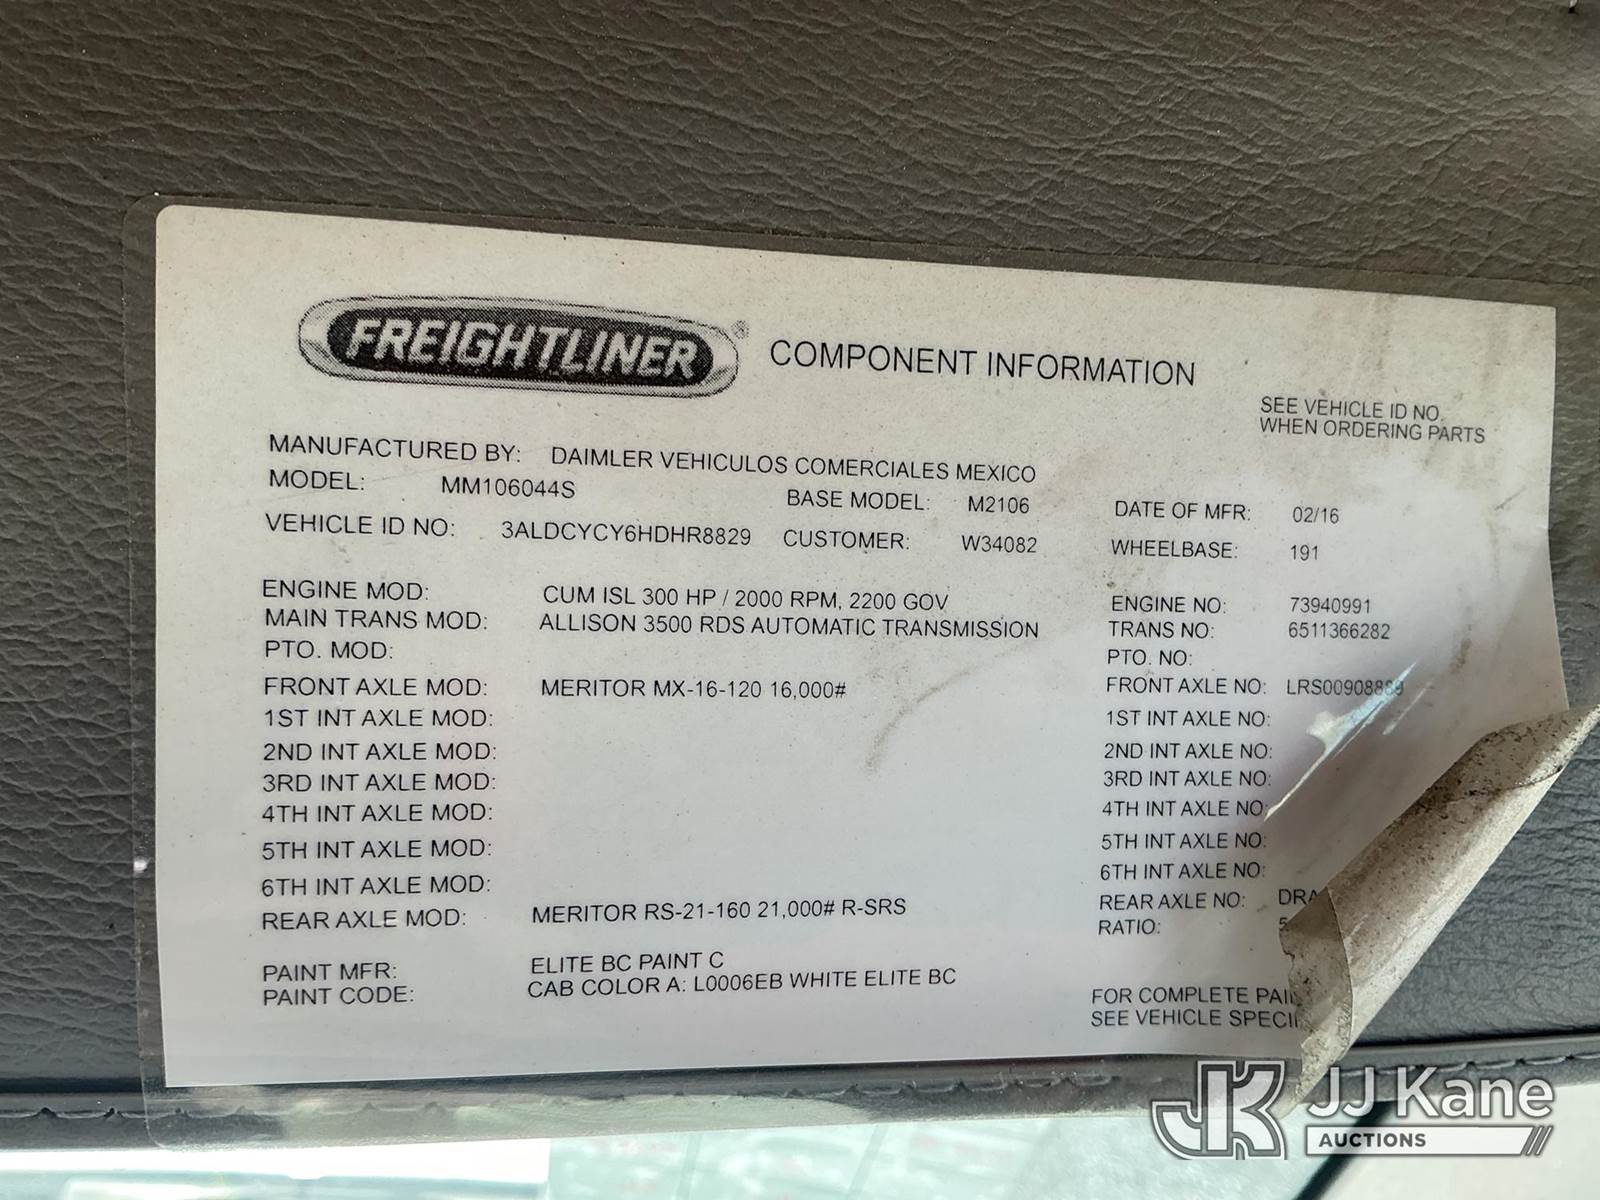 FREIGHTLINER® COMPONENT INFORMATION
SEE VEHICLE ID NO.
WHEN ORDERING PARTS
MANUFACTURED BY: DAIMLER VEHICULOS COMERCIALES MEXICO
MODEL: MM106044S BASE MODEL: M2106 DATE OF MFR: 02/16
VEHICLE ID NO: 3ALDCYCY6HDHR8829 CUSTOMER: W34082 WHEELBASE: 191
ENGINE MOD: CUM ISL 300 HP / 2000 RPM, 2200 GOV ENGINE NO: 73940991
MAIN TRANS MOD: ALLISON 3500 RDS AUTOMATIC TRANSMISSION TRANS NO: 6511366282
PTO. MOD: PTO. NO:
FRONT AXLE MOD: MERITOR MX-16-120 16,000# FRONT AXLE NO:
1ST INT AXLE MOD: 1ST INT AXLE NO:
2ND INT AXLE MOD: 2ND INT AXLE NO:
3RD INT AXLE MOD: 3RD INT AXLE NO:
4TH INT AXLE MOD: 4TH INT AXLE NO:
5TH INT AXLE MOD: 5TH INT AXLE NO:
6TH INT AXLE MOD: 6TH INT AXLE NO:
REAR AXLE MOD: MERITOR RS-21-160 21,000# R-SRS REAR AXLE NO:
RATIO:
PAINT MFR: ELITE BC PAINT C
PAINT CODE: CAB COLOR A: L0006EB WHITE ELITE BC
FOR COMPLETE
SEE VEHICLE
JK JJ Kane
AUCTIONS